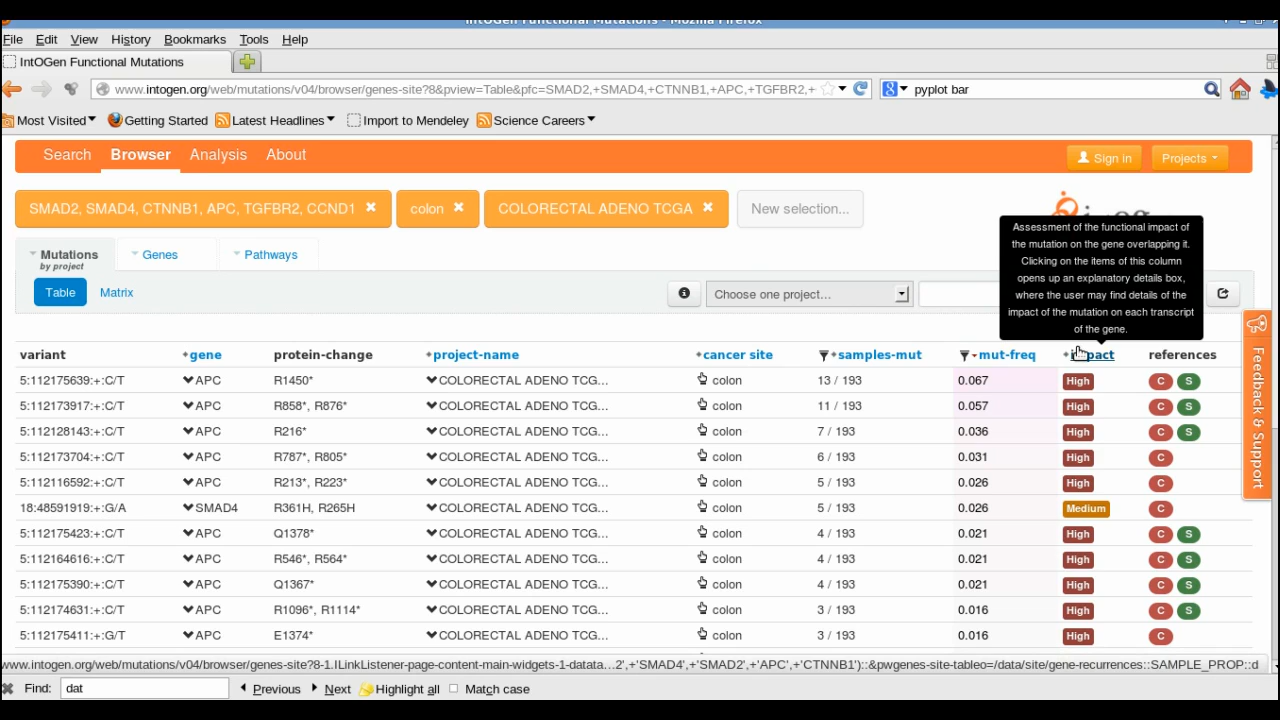 IntOGen Functional Mutations - Mozilla Firefox
File Edit View History Bookmarks Tools Help
IntOGen Functional Mutations
www.intogen.org/web/mutations/v04/browser/genes-site?8&pview=Table&pfc=SMAD2,+SMAD4,+CTNNB1,+APC,+TGFBR2,+ pyplot bar
Most Visited Getting Started Latest Headlines Import to Mendeley Science Careers
Search Browser Analysis About Sign in Projects
SMAD2, SMAD4, CTNNB1, APC, TGFBR2, CCND1 colon COLORECTAL ADENO TCGA New selection...
Assessment of the functional impact of
the mutation on the gene overlapping it.
Clicking on the items of this column
opens up an explanatory details box,
where the user may find details of the
impact of the mutation on each transcript
of the gene.
Mutations Genes Pathways
by project
Table Matrix Choose one project...
Feedback & Support
variant gene protein-change project-name cancer site samples-mut mut-freq impact references
5:112175639:+:C/T APC R1450* COLORECTAL ADENO TCG... colon 13 / 193 0.067 High C S
5:112173917:+:C/T APC R858*, R876* COLORECTAL ADENO TCG... colon 11 / 193 0.057 High C S
5:112128143:+:C/T APC R216* COLORECTAL ADENO TCG... colon 7 / 193 0.036 High C S
5:112173704:+:C/T APC R787*, R805* COLORECTAL ADENO TCG... colon 6 / 193 0.031 High C
5:112116592:+:C/T APC R213*, R223* COLORECTAL ADENO TCG... colon 5 / 193 0.026 High C
18:48591919:+:G/A SMAD4 R361H, R265H COLORECTAL ADENO TCG... colon 5 / 193 0.026 Medium C
5:112175423:+:C/T APC Q1378* COLORECTAL ADENO TCG... colon 4 / 193 0.021 High C S
5:112164616:+:C/T APC R546*, R564* COLORECTAL ADENO TCG... colon 4 / 193 0.021 High C S
5:112175390:+:C/T APC Q1367* COLORECTAL ADENO TCG... colon 4 / 193 0.021 High C S
5:112174631:+:C/T APC R1096*, R1114* COLORECTAL ADENO TCG... colon 3 / 193 0.016 High C S
5:112175411:+:G/T APC E1374* COLORECTAL ADENO TCG... colon 3 / 193 0.016 High C
www.intogen.org/web/mutations/v04/browser/genes-site?8-1.ILinkListener-page-content-main-widgets-1-datata...2','+'SMAD4',+'SMAD2',+'APC',+'CTNNB1')::&pwgenes-site-tableo=/data/site/gene-recurrences::SAMPLE_PROP::d
Find: dat Previous Next Highlight all Match case